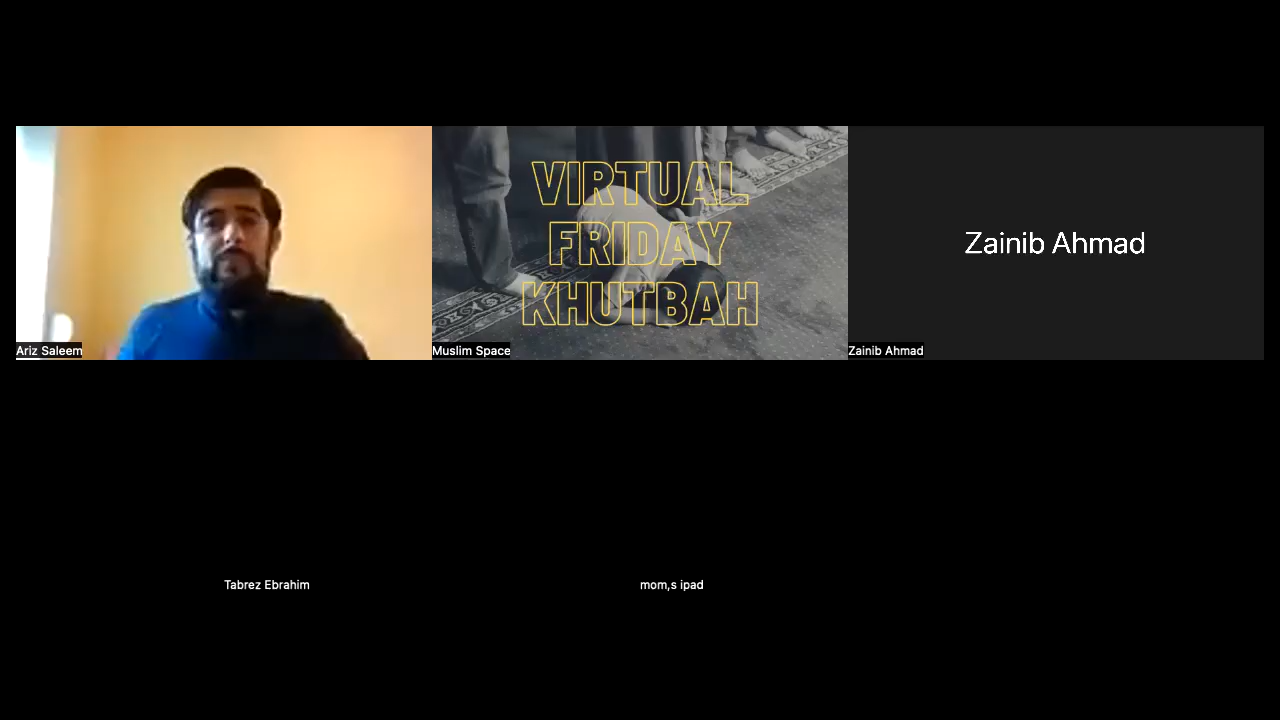 VIRTUAL
FRIDAY
KHUTBAH
Zainib Ahmad
Ariz Saleem
Muslim Space
Zainib Ahmad
Tabrez Ebrahim
mom,s ipad